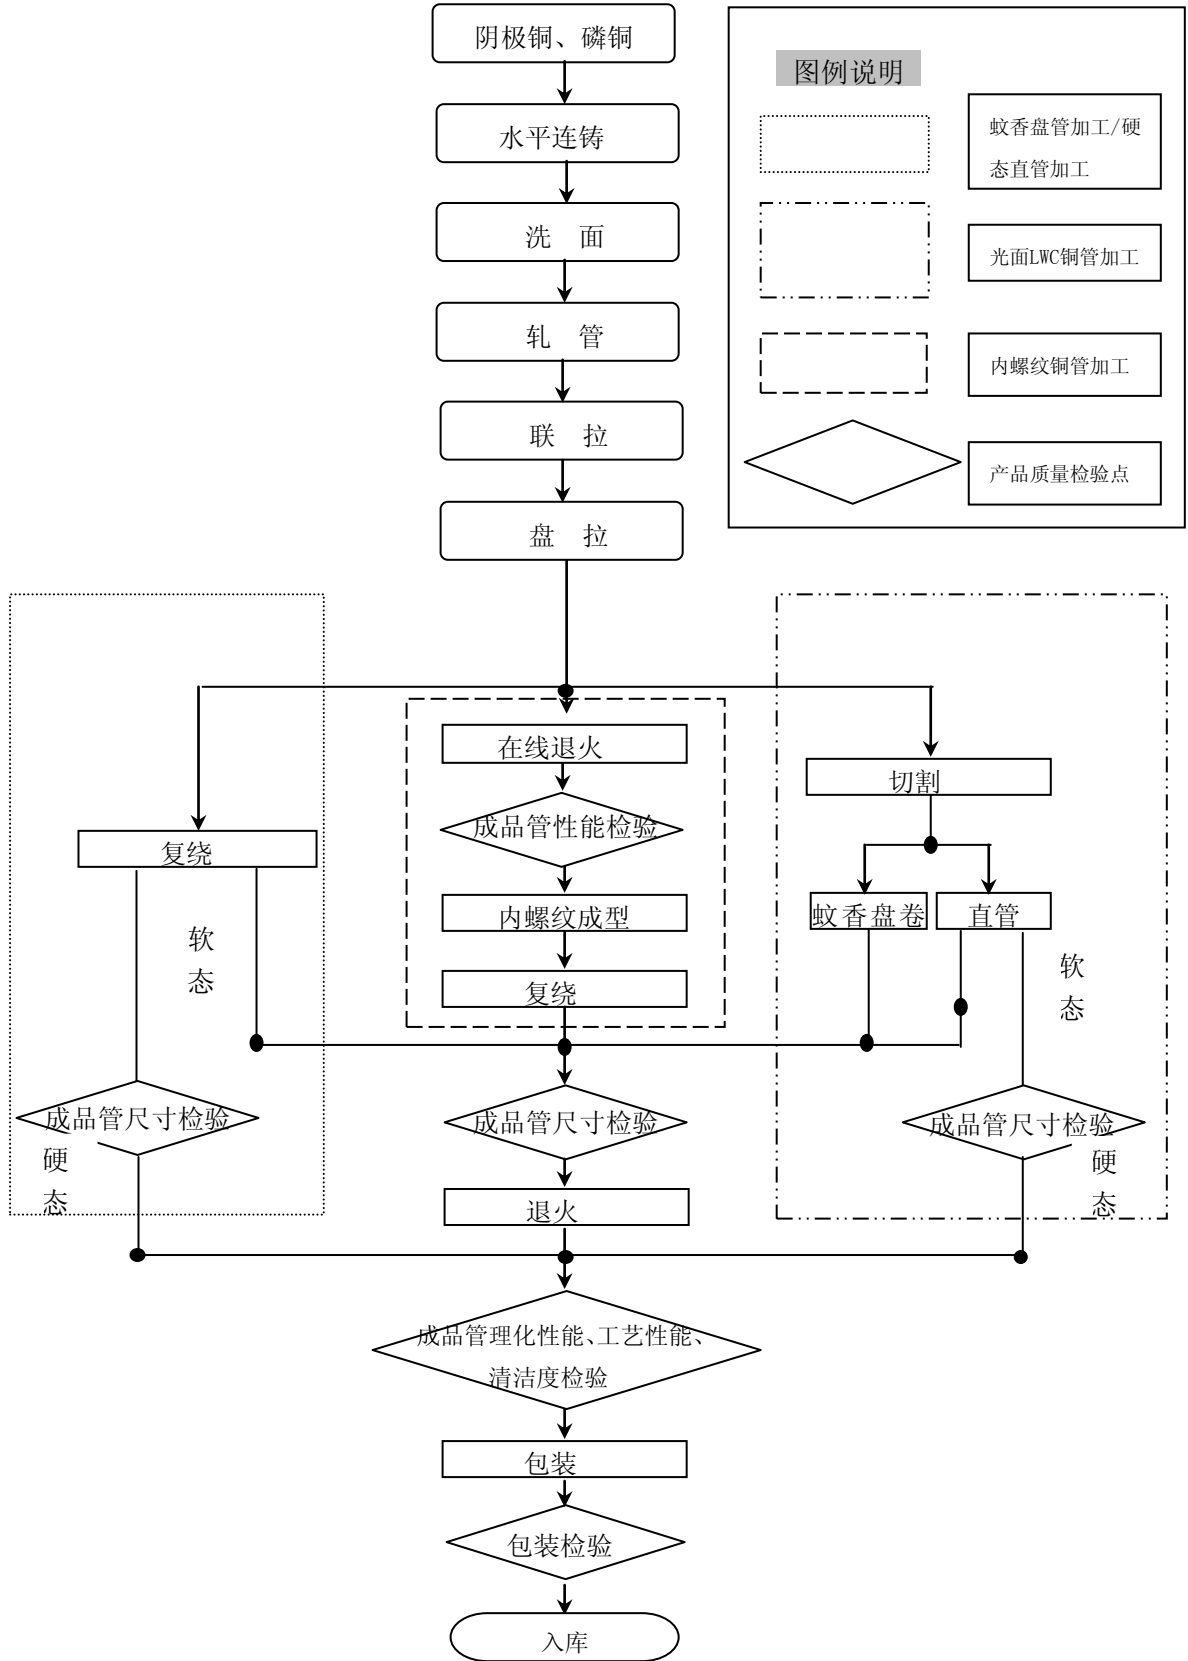 阴极铜、磷铜
水平连铸
洗 面
轧 管
联 拉
盘 拉
图例说明
蚊香盘管加工/硬
态直管加工
光面LWC铜管加工
内螺纹铜管加工
产品质量检验点
复绕
软
态
成品管尺寸检验
硬
态
在线退火
成品管性能检验
内螺纹成型
复绕
成品管尺寸检验
退火
切割
蚊香盘卷
直管
软
态
成品管尺寸检验
硬
态
成品管理化性能、工艺性能、
清洁度检验
包装
包装检验
入库